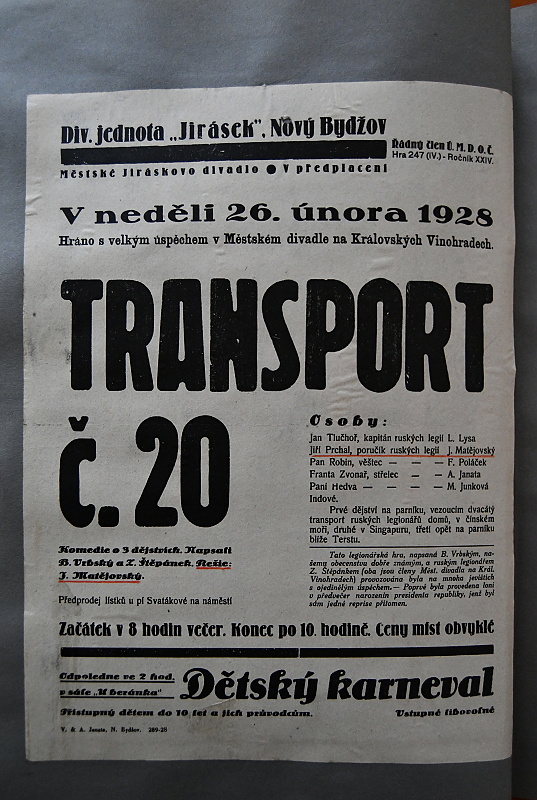 Div. jednota „Jirásek", Nový Bydžov
Řádný člen Ú. M. D. O. Č.
Hra 247 (IV.) - Ročník XXIV.
Městské Jiráskovo divadlo ● V předplacení
V neděli 26. února 1928
Hráno s velkým úspěchem v Městském divadle na Královských Vinohradech.
TRANSPORT
č. 20
Komedie o 3 dějstvích. Napsali
B. Vrbský a Z. Štěpánek. Režie:
J. Matějovský.
Předprodej lístků u pí Svatákové na náměstí
Osoby:
Jan Tlučhoř, kapitán ruských legií L. Lysa
Jiří Prchal, poručík ruských legií J. Matějovský
Pan Robin, věštec — — — F. Poláček
Franta Zvonař, střelec — — A. Janata
Paní Hedva — — — — M. Junková
Indové.
Prvé dějství na parníku, vezoucím dvacátý
transport ruských legionářů domů, v čínském
moři, druhé v Singapuru, třetí opět na parníku
blíže Terstu.
Tato legionářská hra, napsaná B. Vrbským, na-
šemu obecenstvu dobře známým, a ruským legionářem
Z. Štěpánkem (oba jsou členy Měst. divadla na Král.
Vinohradech) provozována byla na mnoha jevištích
s ojedinělým úspěchem. — Poprvé byla provedena loni
v předvečer narozenin presidenta republiky, jenž byl
sám jedné reprise přítomen.
Začátek v 8 hodin večer. Konec po 10. hodině. Ceny míst obvyklé
Odpoledne ve 2 hod.
v sále „U beránka"
Dětský karneval
Přístupný dětem do 10 let a jich průvodcům.
Vstupné libovolné
V. & A. Janata, N. Bydžov. 289-28